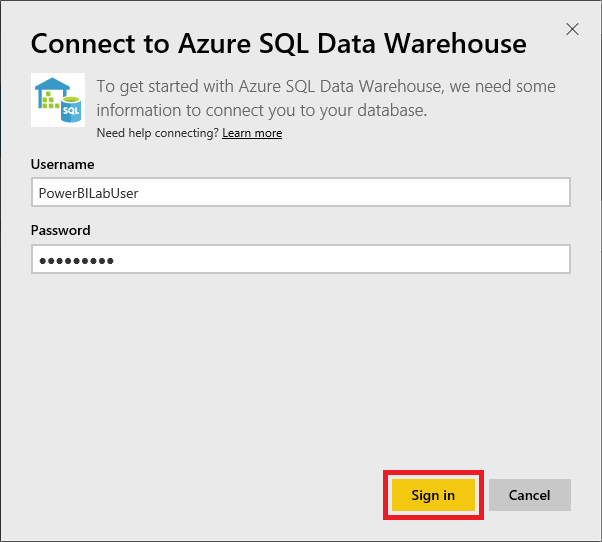 Connect to Azure SQL Data Warehouse
SQL
To get started with Azure SQL Data Warehouse, we need some
information to connect you to your database.
Need help connecting? Learn more
Username
PowerBILabUser
Password
●●●●●●●●●
Sign in
Cancel